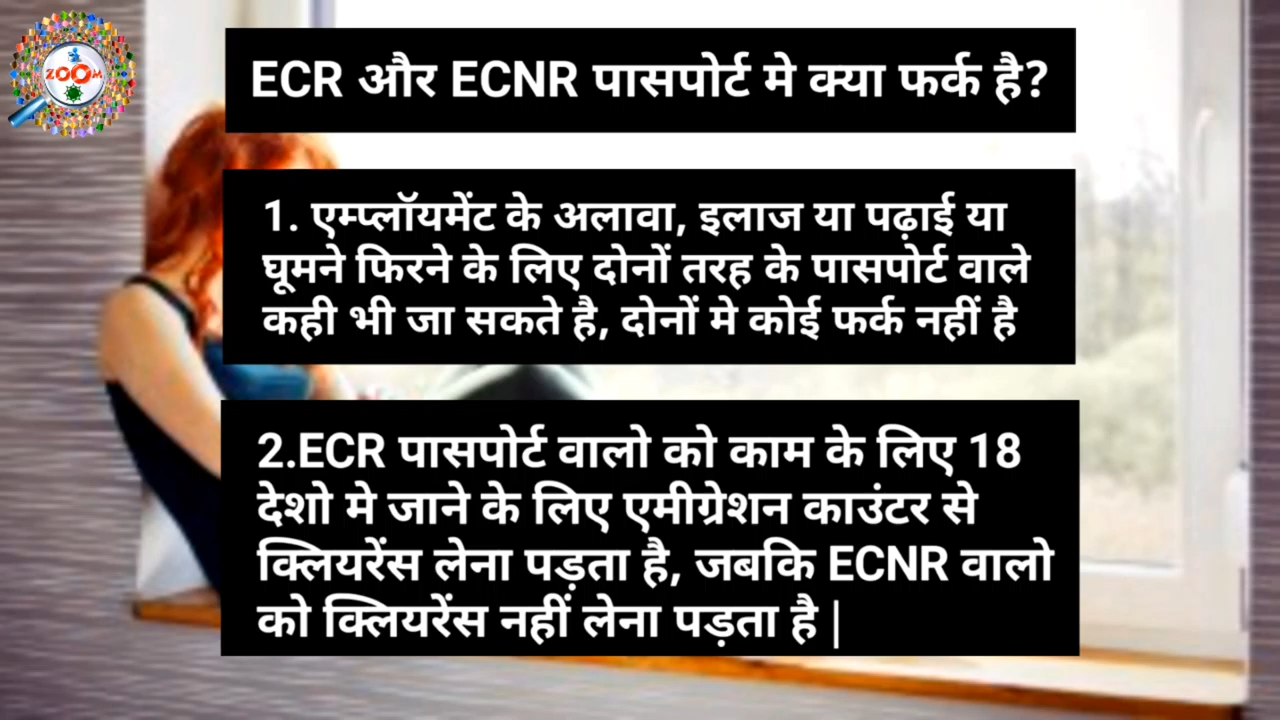 ZOOM
ECR और ECNR पासपोर्ट मे क्या फर्क है?
1. एम्प्लॉयमेंट के अलावा, इलाज या पढ़ाई या
घूमने फिरने के लिए दोनों तरह के पासपोर्ट वाले
कही भी जा सकते है, दोनों मे कोई फर्क नहीं है
2.ECR पासपोर्ट वालो को काम के लिए 18
देशो मे जाने के लिए एमीग्रेशन काउंटर से
क्लियरेंस लेना पड़ता है, जबकि ECNR वालो
को क्लियरेंस नहीं लेना पड़ता है |